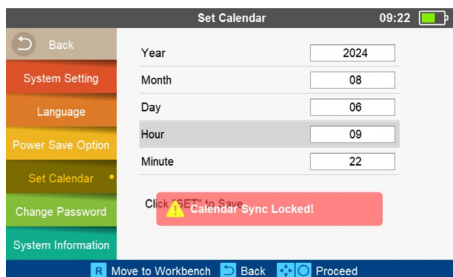 Set Calendar 09:22
Back
System Setting
Language
Power Save Option
Set Calendar
Change Password
System Information
Year 2024
Month 08
Day 06
Hour 09
Minute 22
Click "SET" to Save
Calendar Sync Locked!
R Move to Workbench Back Proceed